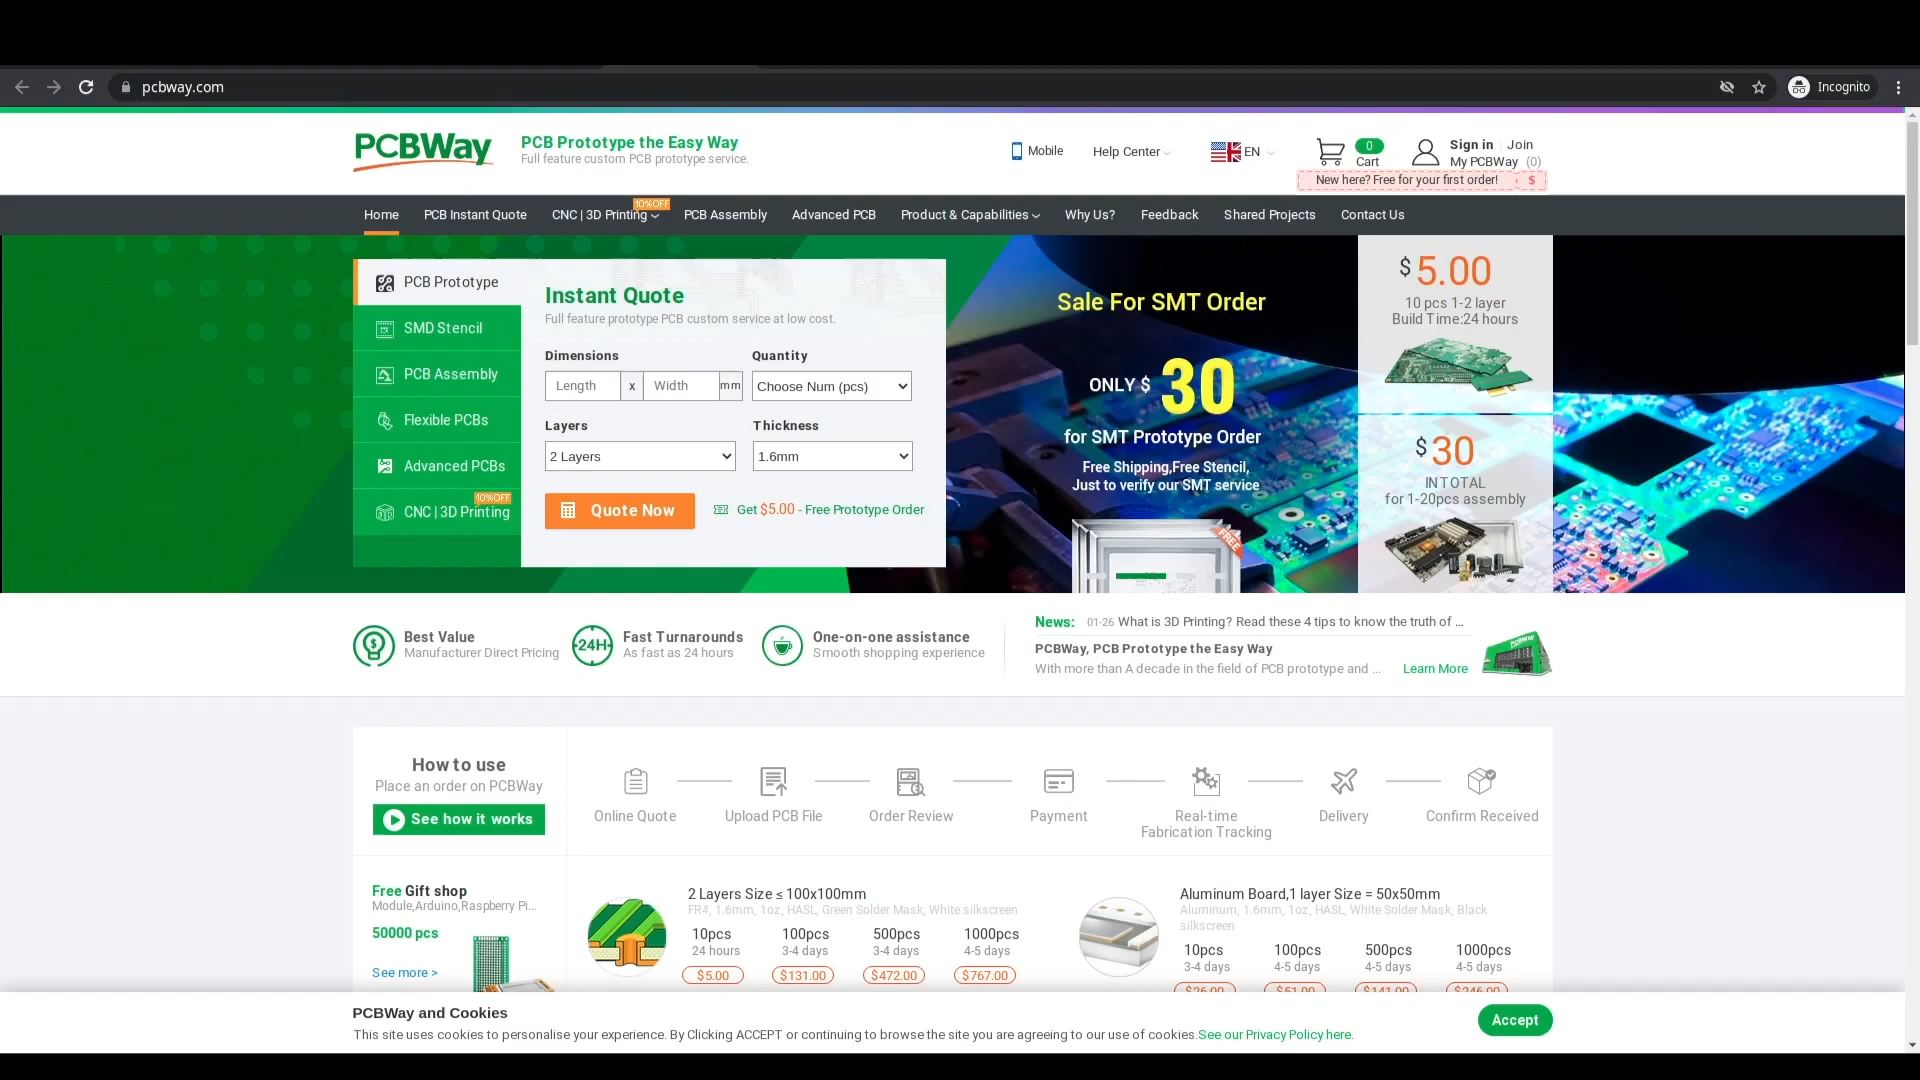 pcbway.com
Incognito
PCBWay
PCB Prototype the Easy Way
Full feature custom PCB prototype service.
Mobile
Help Center
EN
0
Cart
Sign in
Join
My PCBWay (0)
New here? Free for your first order!
$
Home
PCB Instant Quote
CNC | 3D Printing
10%OFF
PCB Assembly
Advanced PCB
Product & Capabilities
Why Us?
Feedback
Shared Projects
Contact Us
PCB Prototype
SMD Stencil
PCB Assembly
Flexible PCBs
Advanced PCBs
10%OFF
CNC | 3D Printing
Instant Quote
Full feature prototype PCB custom service at low cost.
Dimensions
Quantity
Length x Width mm
Choose Num (pcs)
Layers
Thickness
2 Layers
1.6mm
Quote Now
Get $5.00 - Free Prototype Order
Sale For SMT Order
ONLY $ 30
for SMT Prototype Order
Free Shipping,Free Stencil,
Just to verify our SMT service
FREE
$ 5.00
10 pcs 1-2 layer
Build Time:24 hours
$ 30
IN TOTAL
for 1-20pcs assembly
Best Value
Manufacturer Direct Pricing
24H
Fast Turnarounds
As fast as 24 hours
One-on-one assistance
Smooth shopping experience
News: 01-26 What is 3D Printing? Read these 4 tips to know the truth of ...
PCBWay, PCB Prototype the Easy Way
With more than A decade in the field of PCB prototype and ...
Learn More
PCBWay
How to use
Place an order on PCBWay
See how it works
Online Quote
Upload PCB File
Order Review
Payment
Real-time
Fabrication Tracking
Delivery
Confirm Received
Free Gift shop
Module,Arduino,Raspberry Pi...
50000 pcs
See more >
2 Layers Size ≤ 100x100mm
FR4, 1.6mm, 1oz, HASL, Green Solder Mask, White silkscreen
10pcs 100pcs 500pcs 1000pcs
24 hours 3-4 days 3-4 days 4-5 days
$5.00 $131.00 $472.00 $767.00
Aluminum Board,1 layer Size = 50x50mm
Aluminum, 1.6mm, 1oz, HASL, White Solder Mask, Black
silkscreen
10pcs 100pcs 500pcs 1000pcs
3-4 days 4-5 days 4-5 days 4-5 days
$26.00 $51.00 $141.00 $246.00
PCBWay and Cookies
This site uses cookies to personalise your experience. By Clicking ACCEPT or continuing to browse the site you are agreeing to our use of cookies.See our Privacy Policy here.
Accept